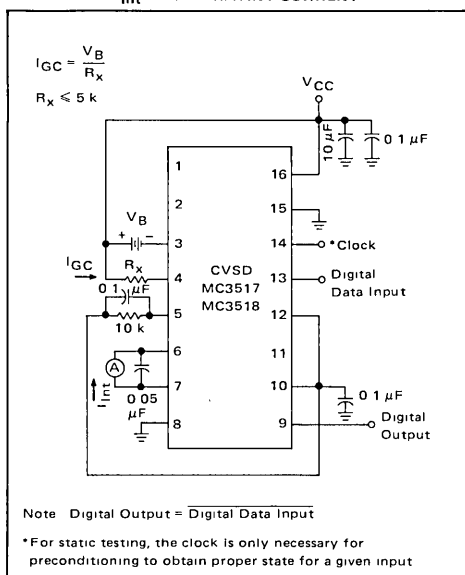 I_GC = V_B / R_x
R_x ⩽ 5 k
V_CC
10 μF
0 1 μF
1
2
3
4
5
6
7
8
16
15
14
13
12
11
10
9
V_B
+
−
I_GC
R_x
0 1 μF
10 k
A
I_Int
0 05 μF
CVSD
MC3517
MC3518
*Clock
Digital
Data Input
0 1 μF
Digital
Output
Note Digital Output = Digital Data Input
*For static testing, the clock is only necessary for
preconditioning to obtain proper state for a given input